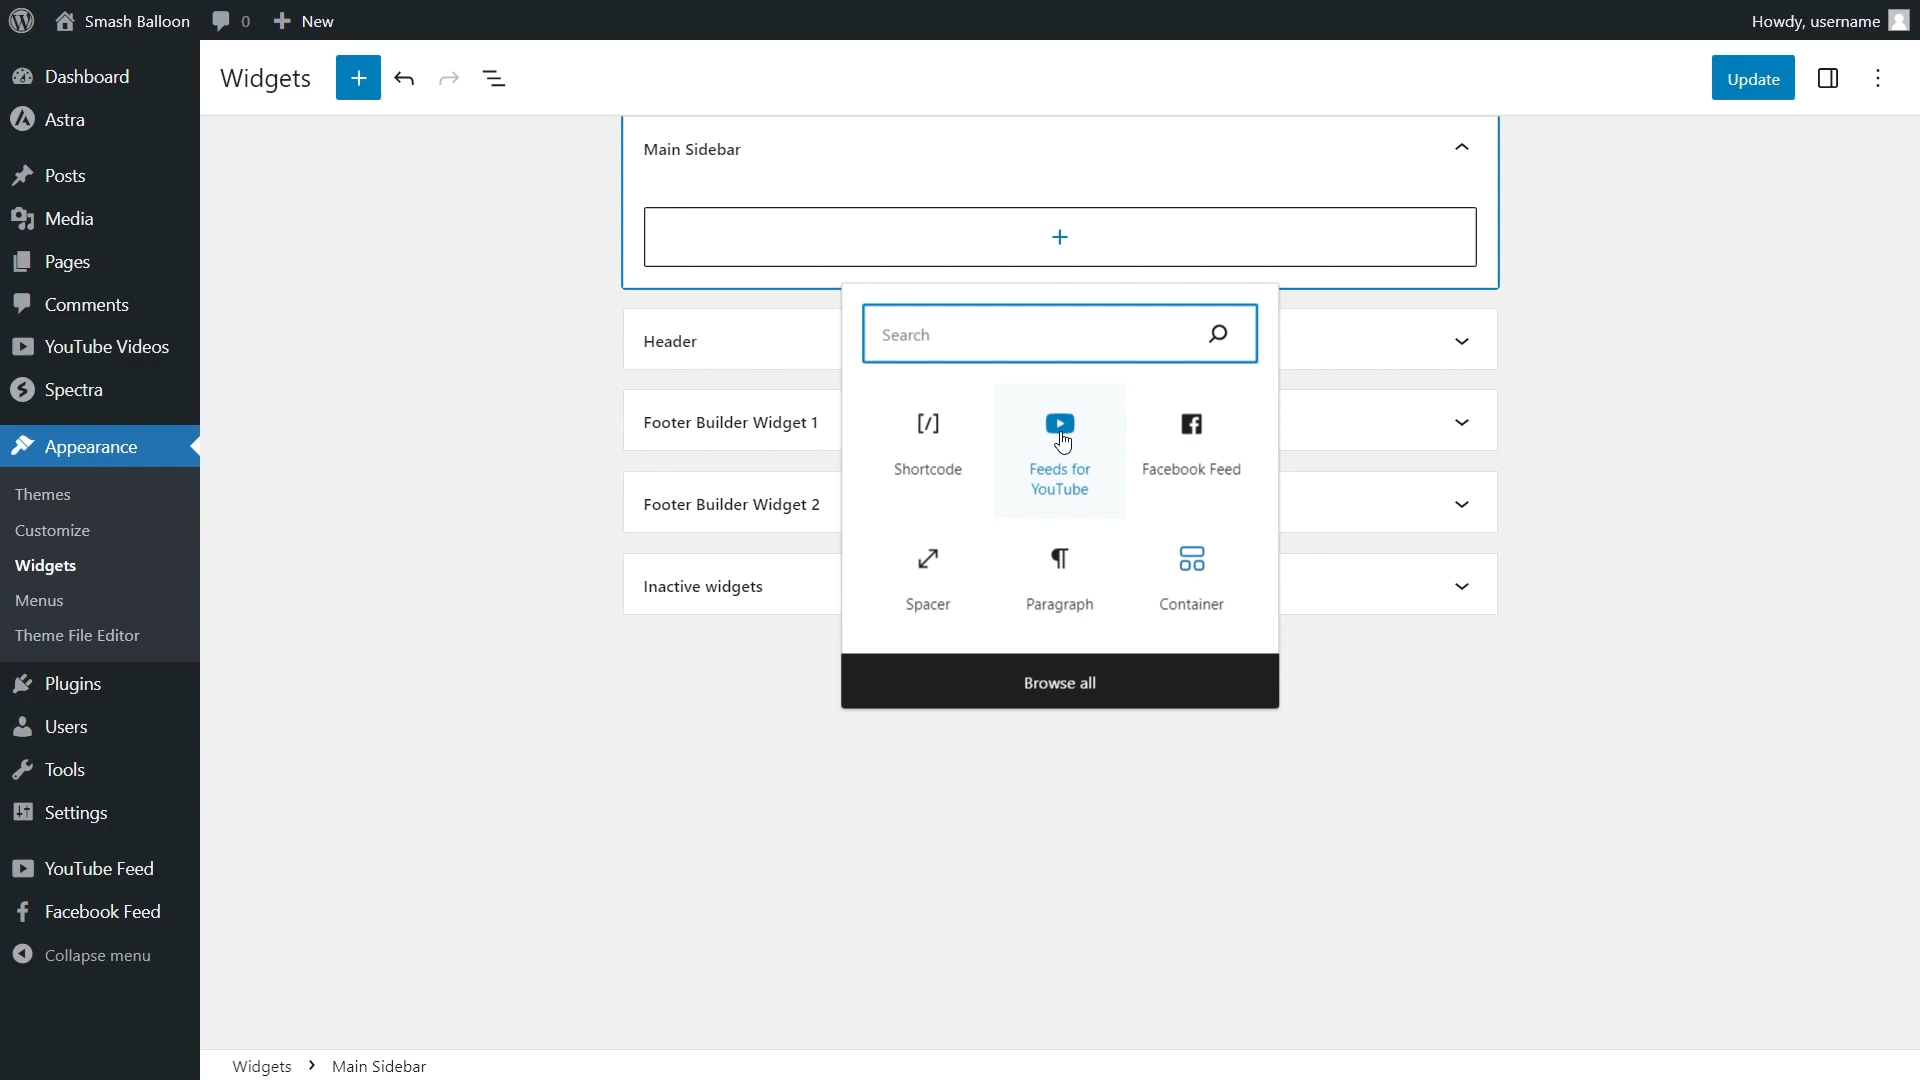 Smash Balloon
0
New
Howdy, username
Dashboard
Astra
Posts
Media
Pages
Comments
YouTube Videos
Spectra
Appearance
Themes
Customize
Widgets
Menus
Theme File Editor
Plugins
Users
Tools
Settings
YouTube Feed
Facebook Feed
Collapse menu
Widgets
Update
Main Sidebar
Header
Footer Builder Widget 1
Footer Builder Widget 2
Inactive widgets
Search
[/]
Shortcode
Feeds for
YouTube
Facebook Feed
Spacer
Paragraph
Container
Browse all
Widgets > Main Sidebar